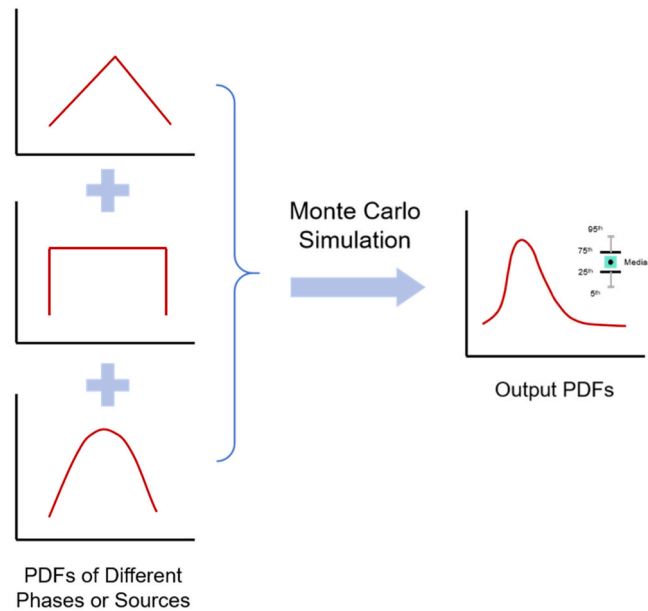 Monte Carlo
Simulation
95th
75th
Media
25th
5th
Output PDFs
PDFs of Different
Phases or Sources